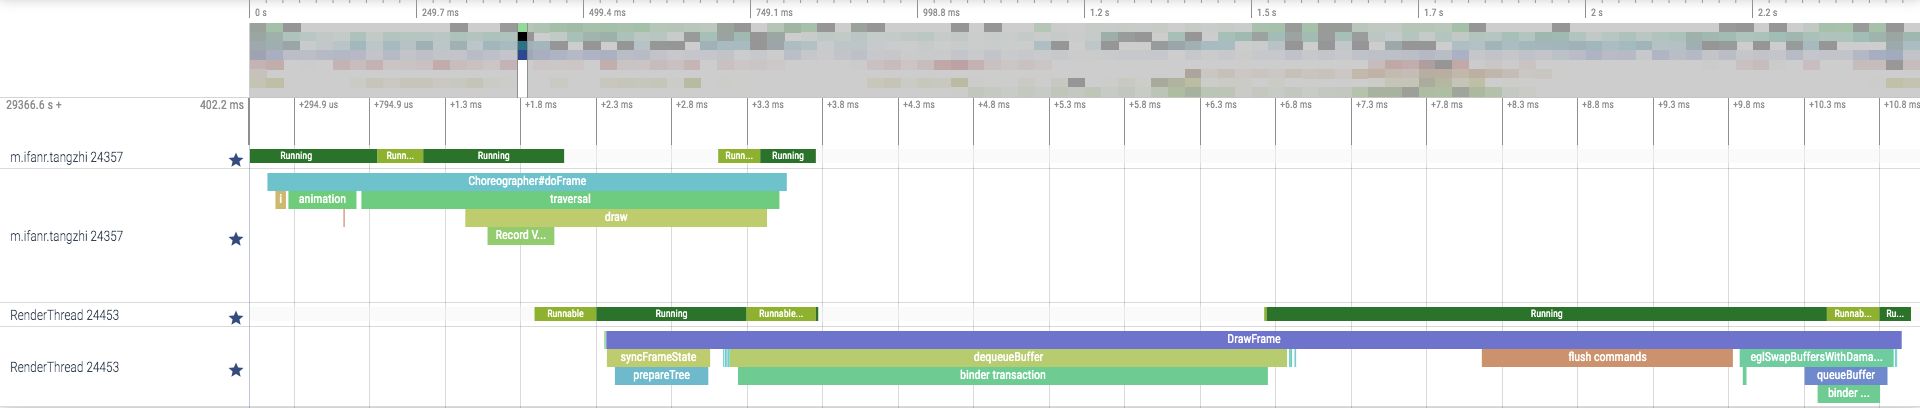 0 s 249.7 ms 499.4 ms 749.1 ms 998.8 ms 1.2 s 1.5 s 1.7 s 2 s 2.2 s
29366.6 s + 402.2 ms +294.9 us +794.9 us +1.3 ms +1.8 ms +2.3 ms +2.8 ms +3.3 ms +3.8 ms +4.3 ms +4.8 ms +5.3 ms +5.8 ms +6.3 ms +6.8 ms +7.3 ms +7.8 ms +8.3 ms +8.8 ms +9.3 ms +9.8 ms +10.3 ms +10.8 ms
m.ifanr.tangzhi 24357 Running Runn... Running Runn... Running
Choreographer#doFrame
i animation traversal
draw
m.ifanr.tangzhi 24357 Record V...
RenderThread 24453 Runnable Running Runnable... Running Runnab... Ru...
DrawFrame
syncFrameState dequeueBuffer flush commands eglSwapBuffersWithDama...
RenderThread 24453 prepareTree binder transaction queueBuffer
binder ...